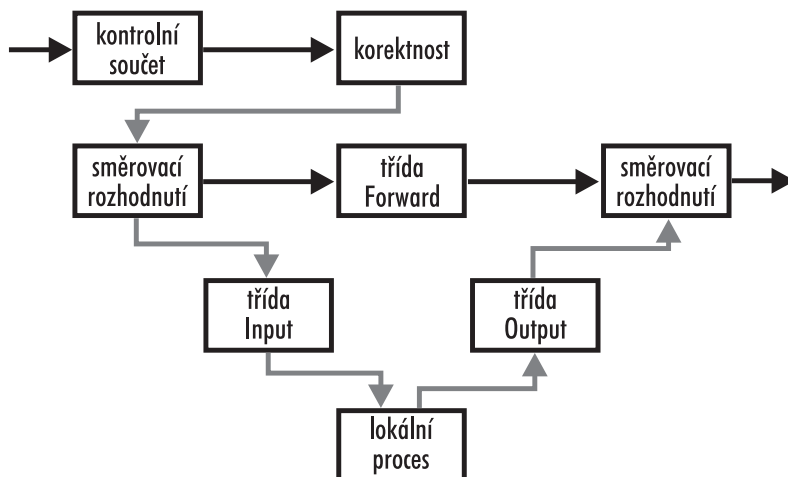 kontrolní
součet
korektnost
směrovací
rozhodnutí
třída
Forward
směrovací
rozhodnutí
třída
Input
třída
Output
lokální
proces